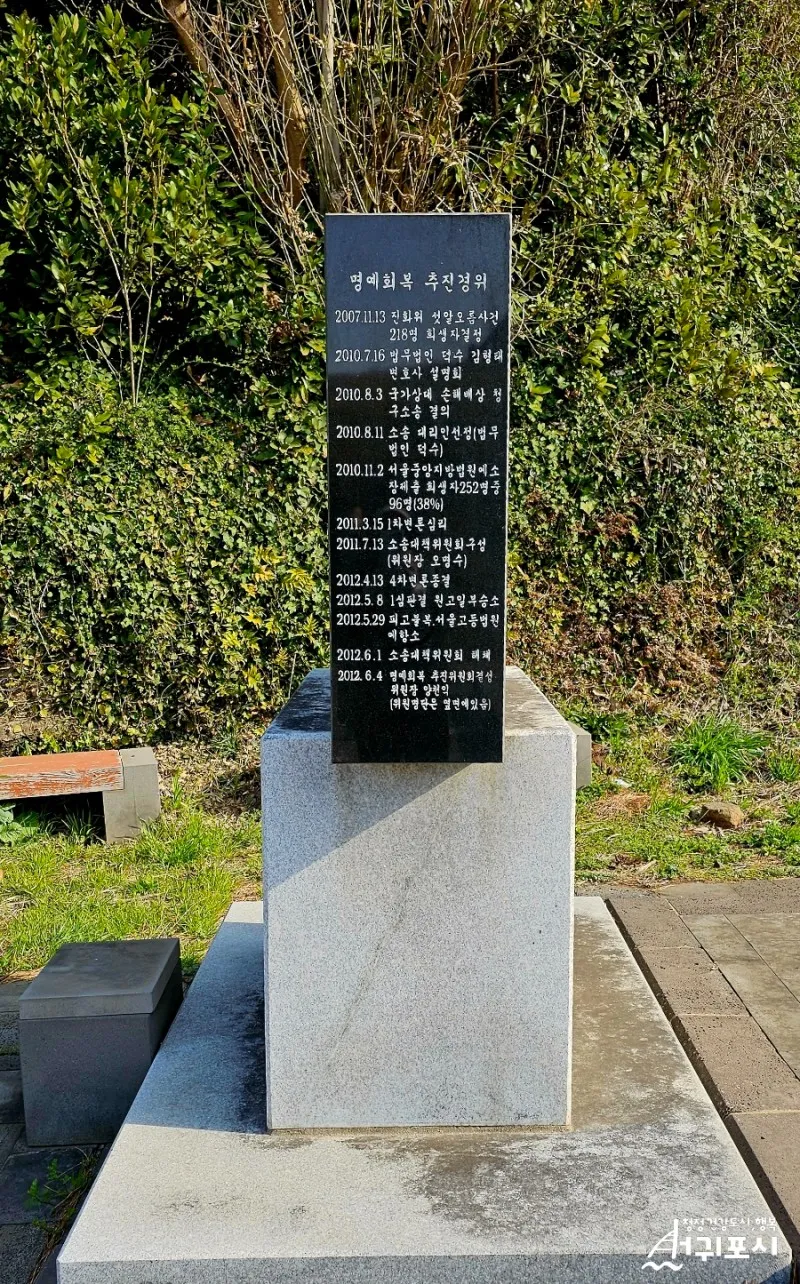 명예회복 추진경위
2007.11.13 진화위 섯알오름사건
218명 희생자결정
2010.7.16 법무법인 덕수 김형태
변호사 설명회
2010.8.3 국가상대 손해배상 청
구소송 결의
2010.8.11 소송 대리인선정(법무
법인 덕수)
2010.11.2 서울중앙지방법원에소
장제출 희생자252명중
96명(38%)
2011.3.15 1차변론심리
2011.7.13 소송대책위원회구성
(위원장 오명수)
2012.4.13 4차변론종결
2012.5.8 1심판결 원고일부승소
2012.5.29 피고불복서울고등법원
에항소
2012.6.1 소송대책위원회 해체
2012.6.4 명예회복 추진위원회결성
위원장 양천익
(위원명단은 옆면에있음)
청정건강도시, 행복
서귀포시